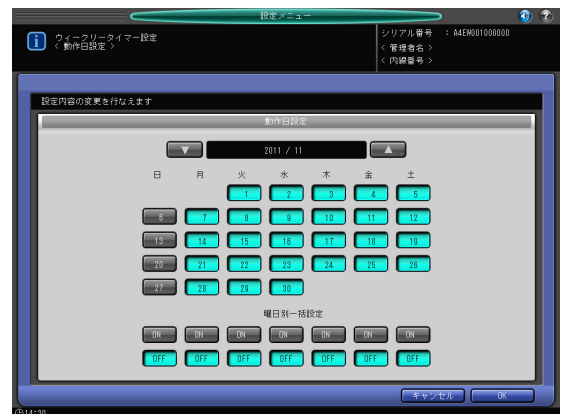 設定メニュー
ウィークリータイマー設定
< 動作日設定 >
シリアル番号 : A4EW001000000
< 管理者名 >
< 内線番号 >
設定内容の変更を行なえます
動作日設定
▼ 2011 / 11 ▲
日 月 火 水 木 金 土
1 2 3 4 5
6 7 8 9 10 11 12
13 14 15 16 17 18 19
20 21 22 23 24 25 26
27 28 29 30
曜日別一括設定
ON ON ON ON ON ON ON
OFF OFF OFF OFF OFF OFF OFF
キャンセル OK
14:30